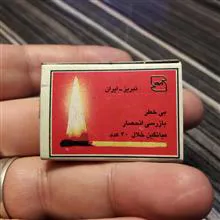 تبریز-ایران
بی خطر
بازرسی انحصار
میانگین خلال ۴۰ عدد